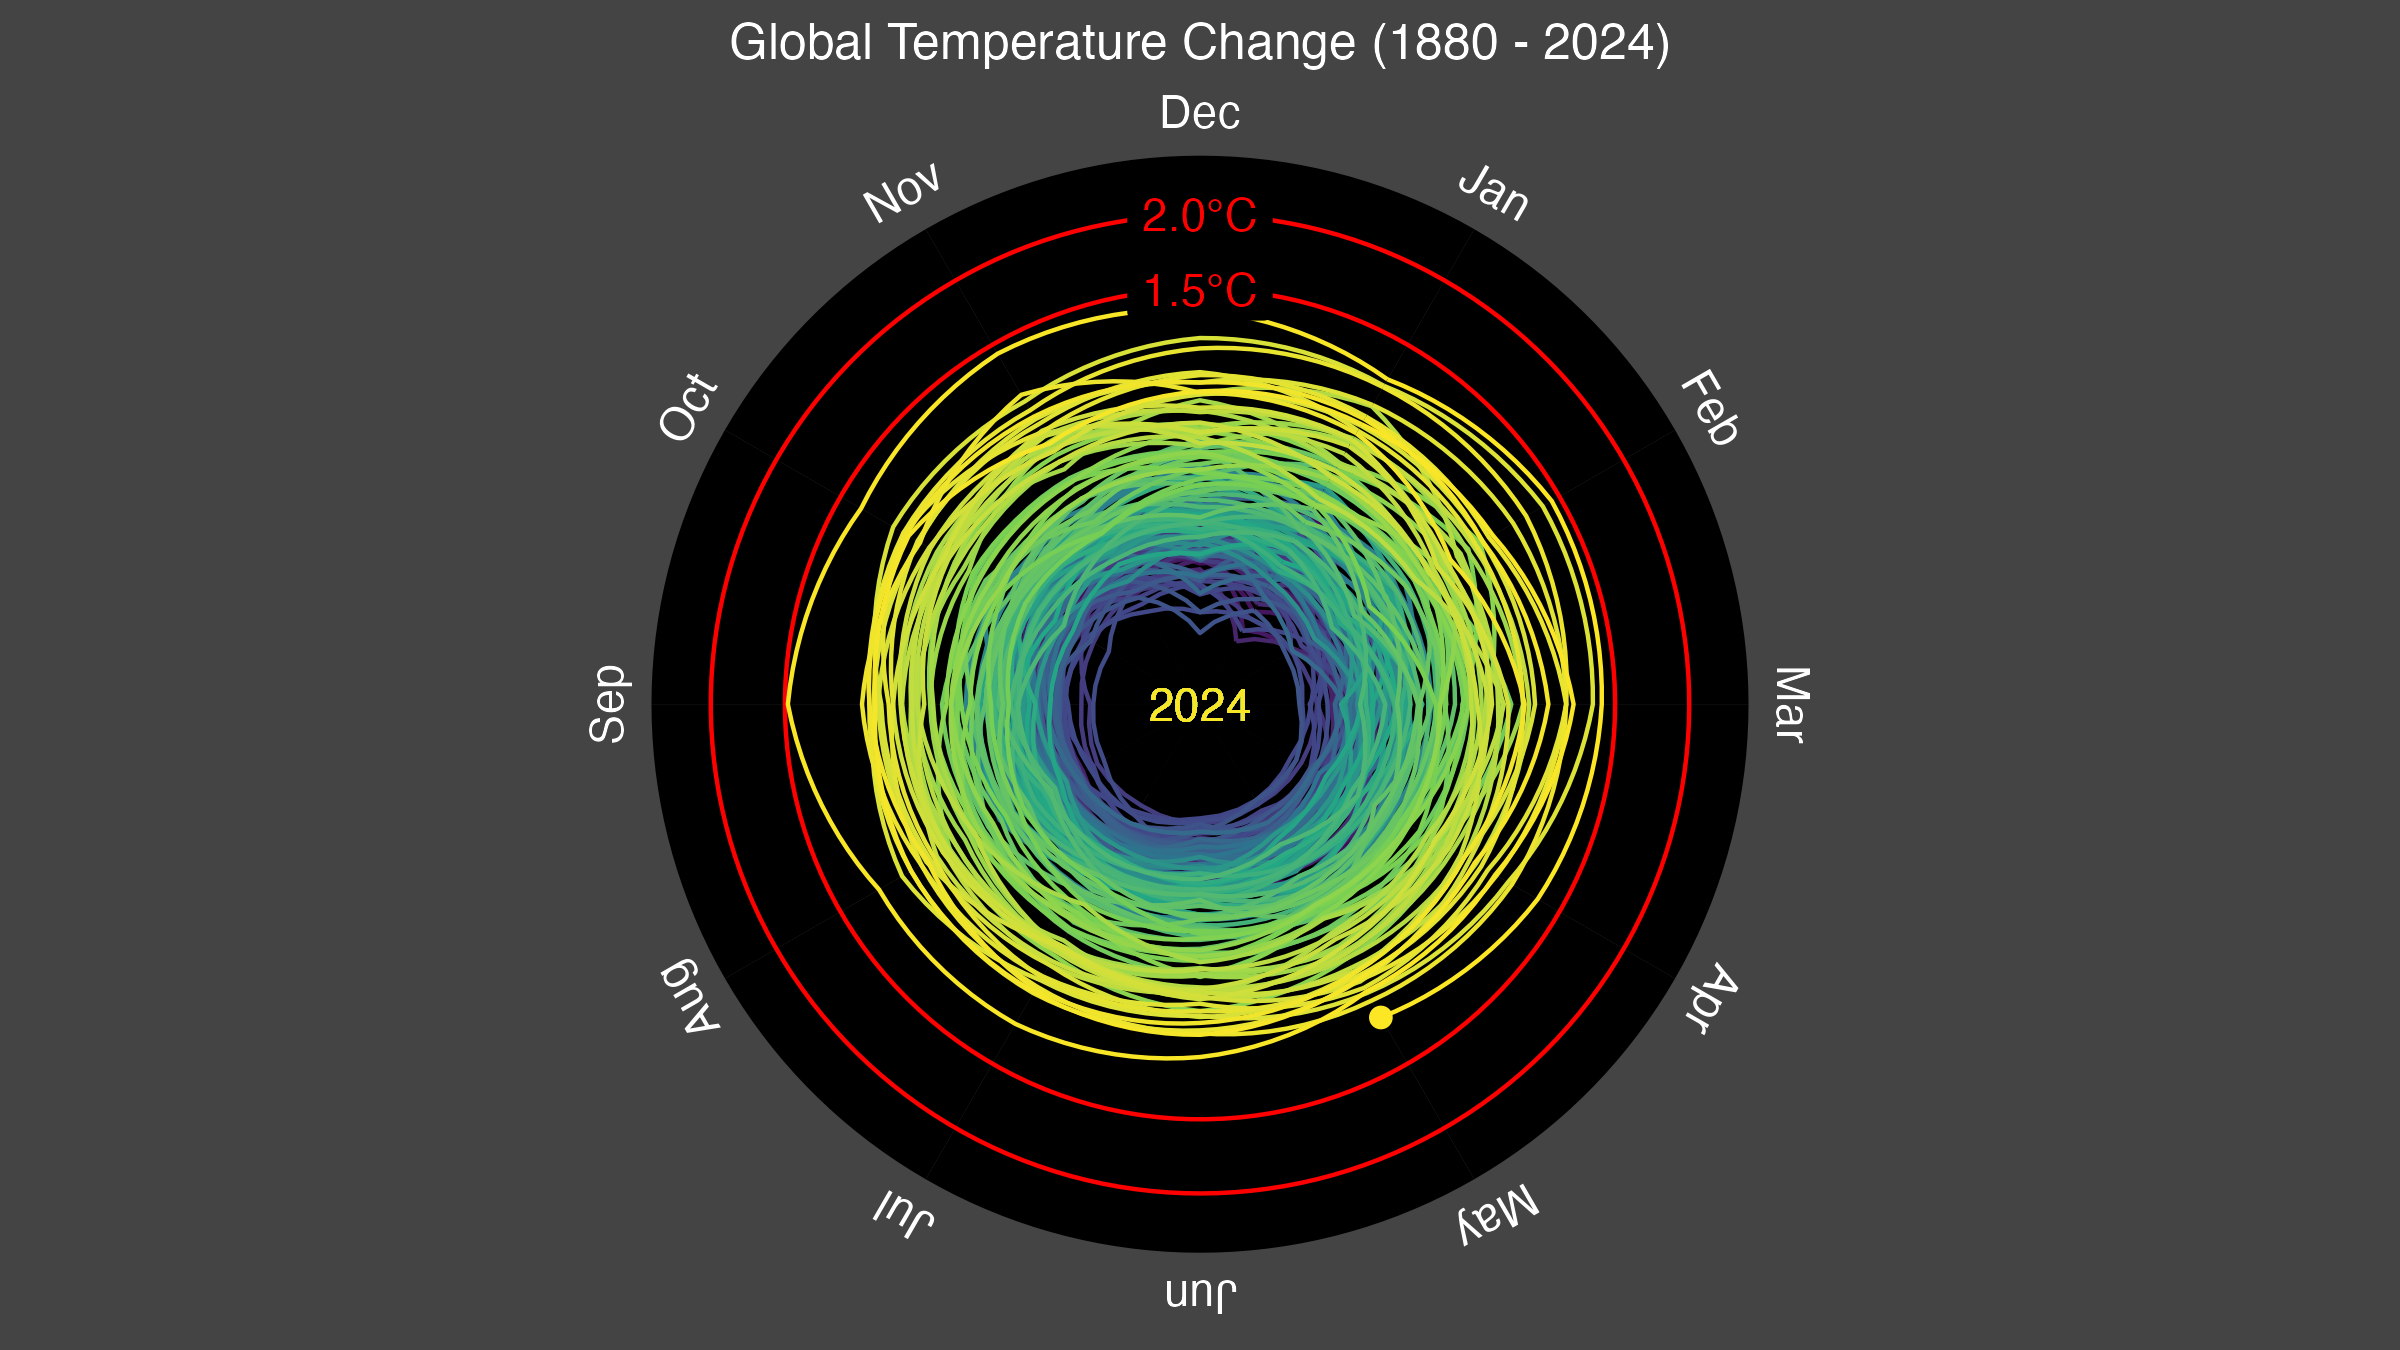 Global Temperature Change (1880 - 2024)
Dec
Jan
Feb
Mar
Apr
May
Jun
Jul
Aug
Sep
Oct
Nov
2.0°C
1.5°C
2024